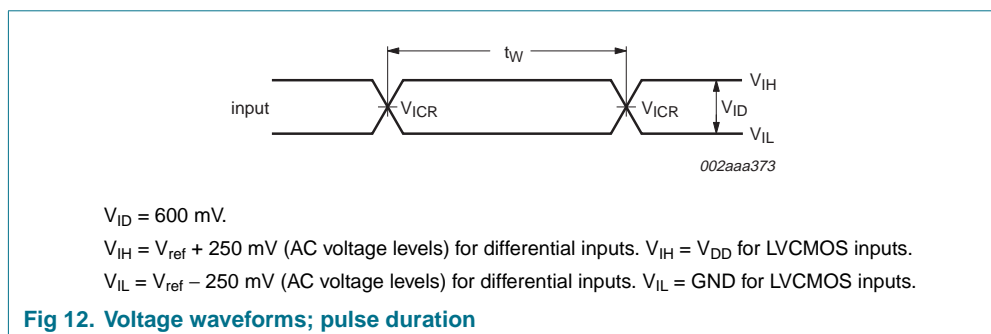 tW
VIH
input
VICR
VICR
VID
VIL
002aaa373
VID = 600 mV.
VIH = Vref + 250 mV (AC voltage levels) for differential inputs. VIH = VDD for LVCMOS inputs.
VIL = Vref − 250 mV (AC voltage levels) for differential inputs. VIL = GND for LVCMOS inputs.
Fig 12. Voltage waveforms; pulse duration